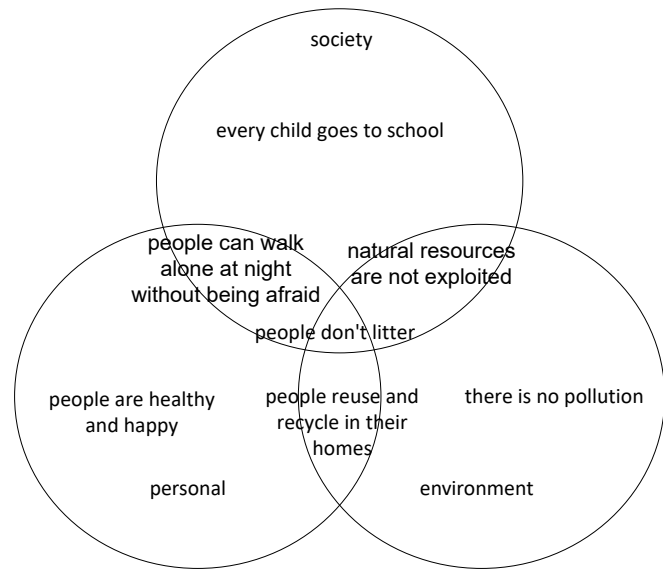 society
every child goes to school
people can walk
alone at night
without being afraid
natural resources
are not exploited
people don't litter
people are healthy
and happy
people reuse and
recycle in their
homes
there is no pollution
personal
environment